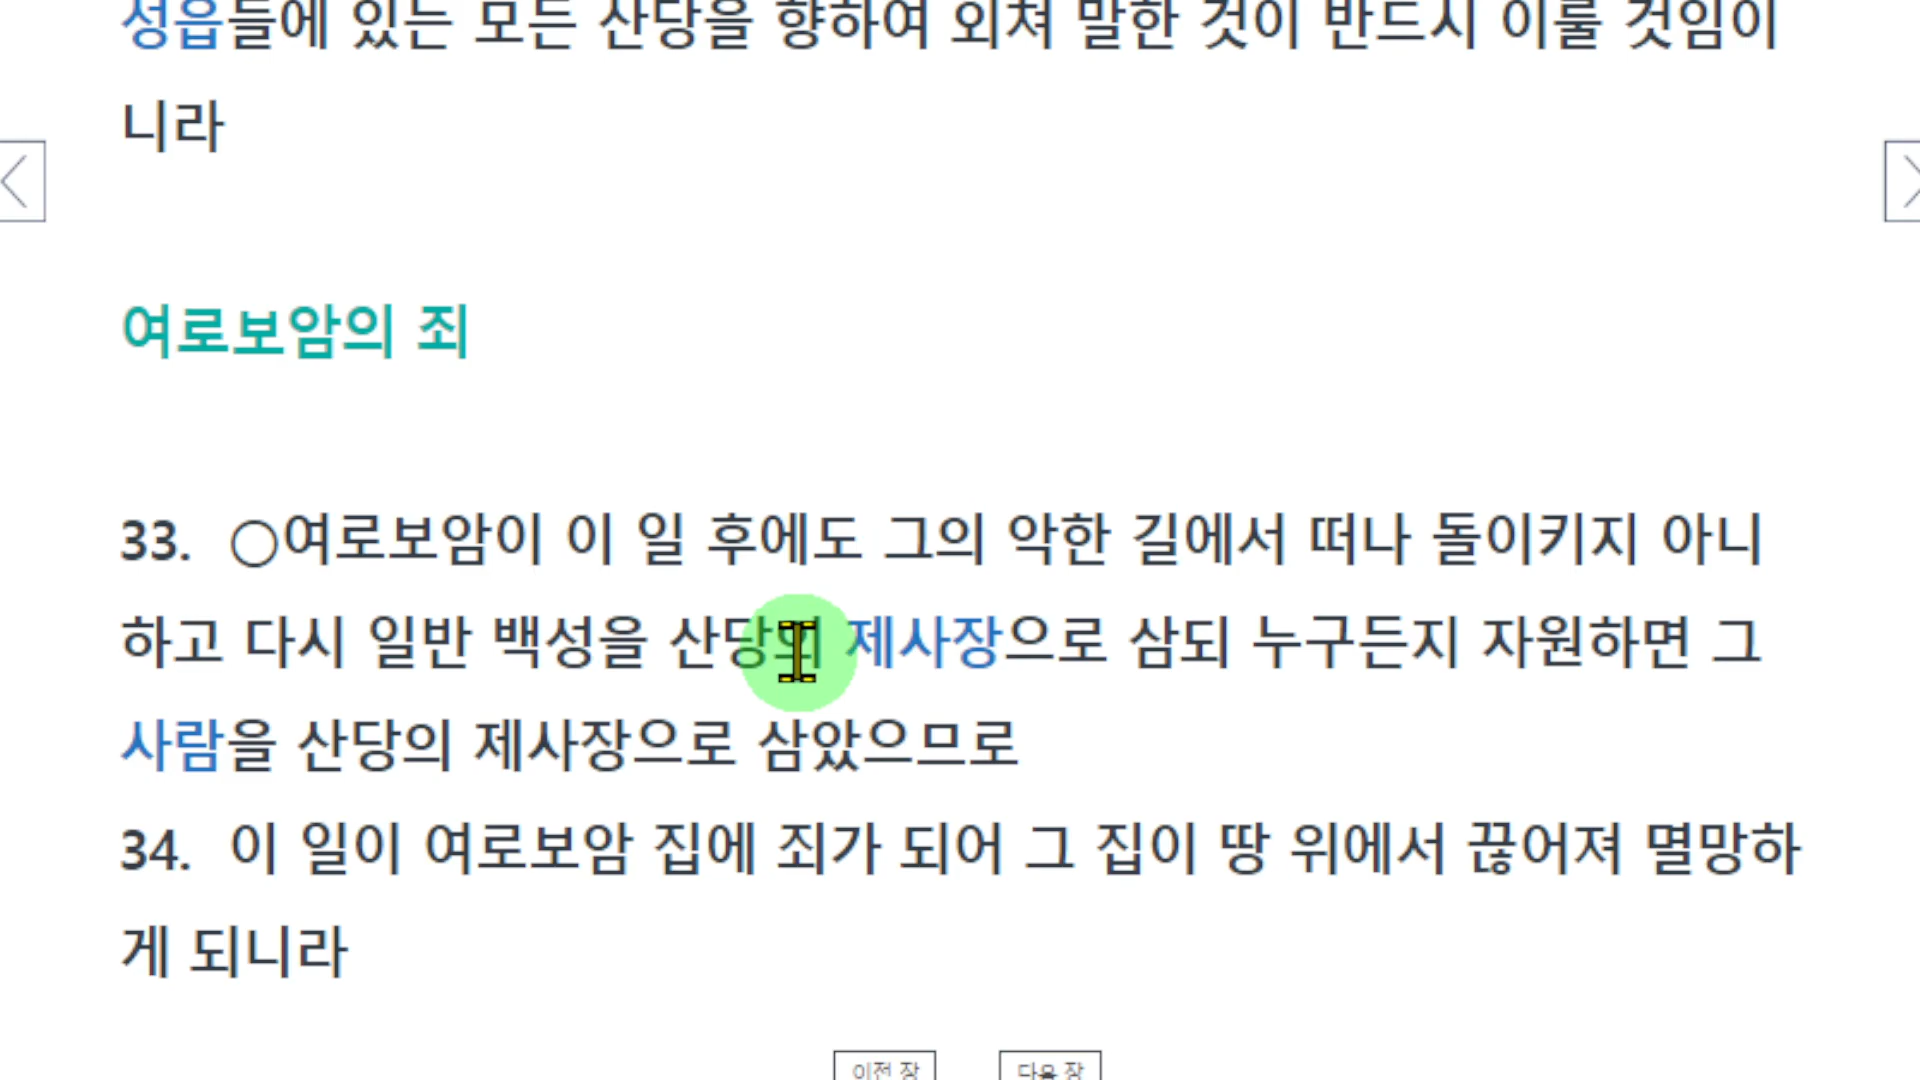 성읍들에 있는 모든 산당을 향하여 외쳐 말한 것이 반드시 이룰 것임이
니라
여로보암의 죄
33. ○여로보암이 이 일 후에도 그의 악한 길에서 떠나 돌이키지 아니
하고 다시 일반 백성을 산당의 제사장으로 삼되 누구든지 자원하면 그
사람을 산당의 제사장으로 삼았으므로
34. 이 일이 여로보암 집에 죄가 되어 그 집이 땅 위에서 끊어져 멸망하
게 되니라
이전 장 다음 장